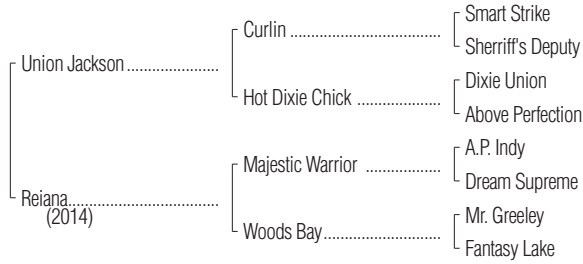 Smart Strike
Curlin ........................
Sherriff's Deputy
Union Jackson ........................
Dixie Union
Hot Dixie Chick ........................
Above Perfection
A.P. Indy
Majestic Warrior ........................
Dream Supreme
Reiana........................
(2014)
Mr. Greeley
Woods Bay........................
Fantasy Lake